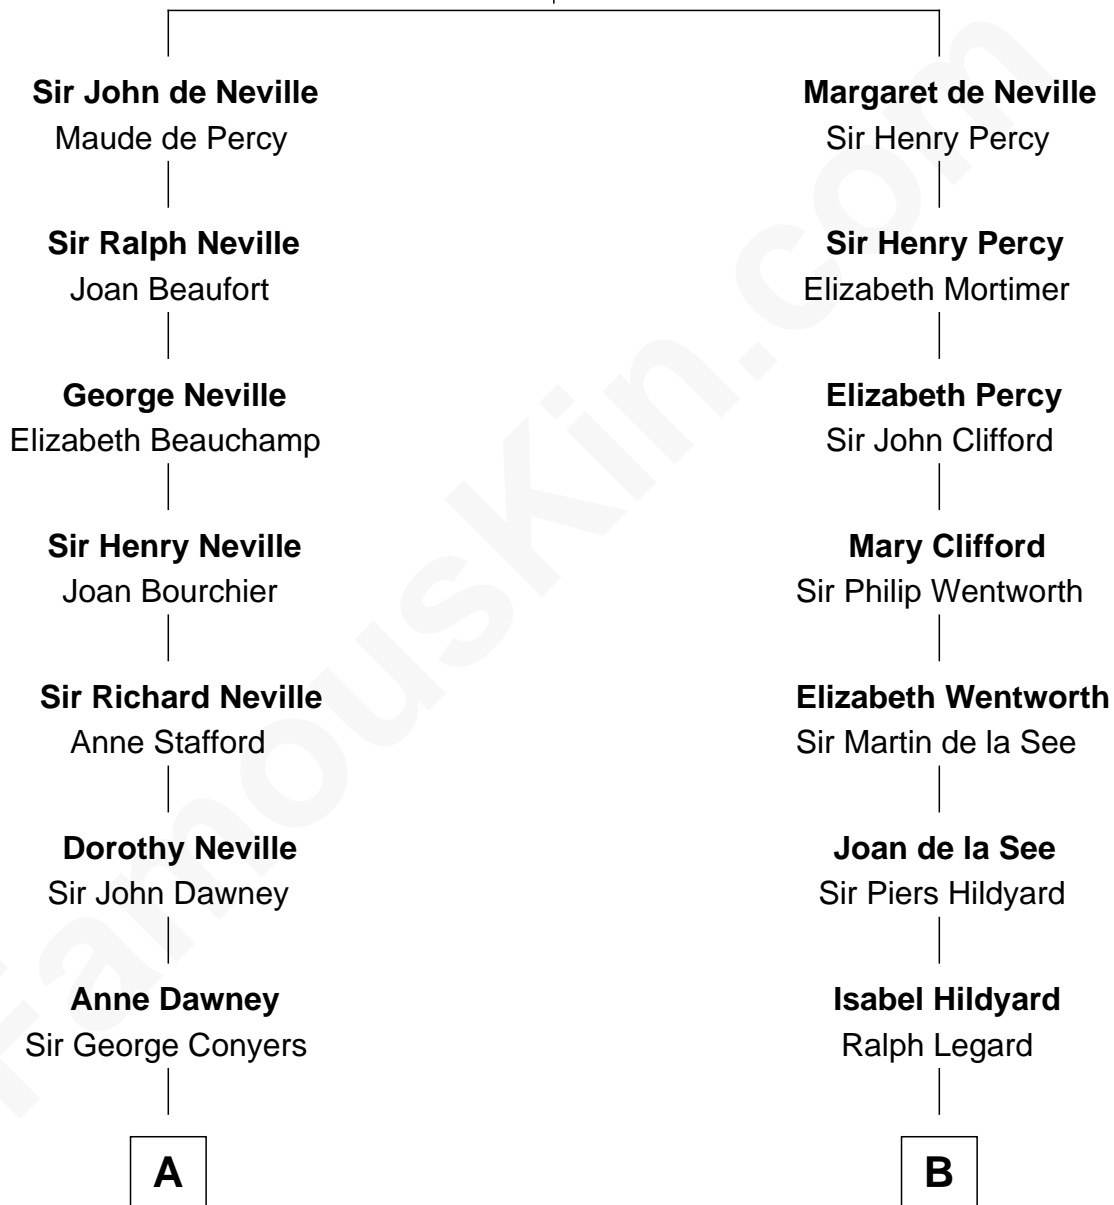 Sir John de Neville
Maude de Percy
Sir Ralph Neville
Joan Beaufort
George Neville
Elizabeth Beauchamp
Sir Henry Neville
Joan Bourchier
Sir Richard Neville
Anne Stafford
Dorothy Neville
Sir John Dawney
Anne Dawney
Sir George Conyers
A
Margaret de Neville
Sir Henry Percy
Sir Henry Percy
Elizabeth Mortimer
Elizabeth Percy
Sir John Clifford
Mary Clifford
Sir Philip Wentworth
Elizabeth Wentworth
Sir Martin de la See
Joan de la See
Sir Piers Hildyard
Isabel Hildyard
Ralph Legard
B
FamousKin.com